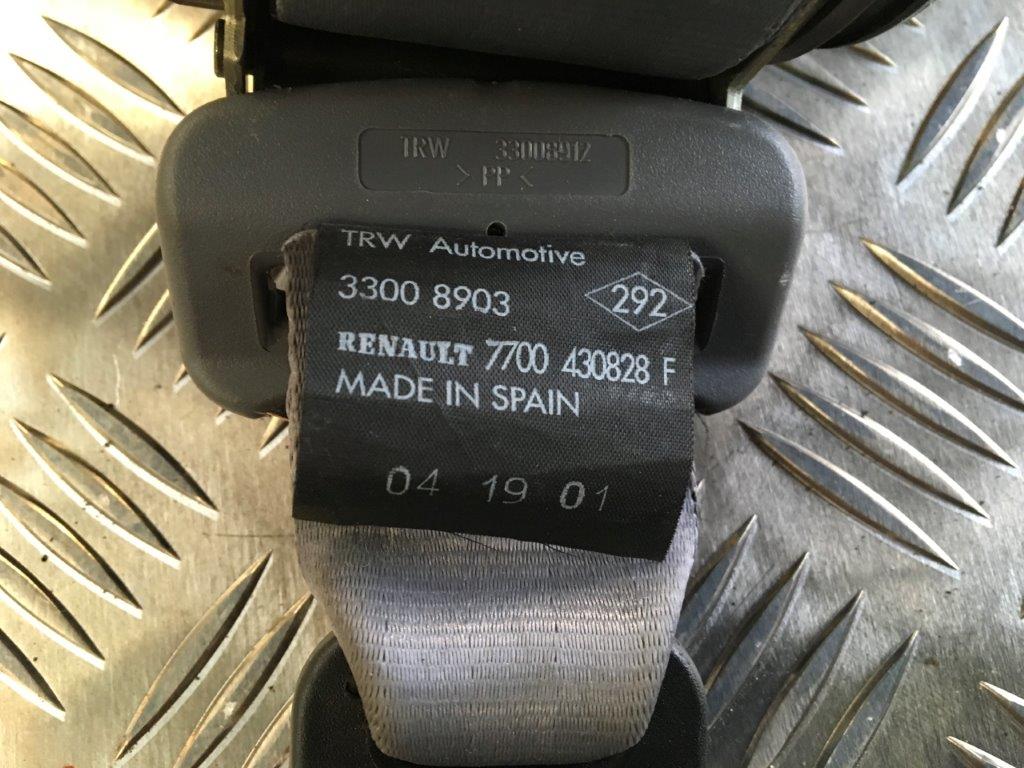 TRW 33008912
> PP <
TRW Automotive
3300 8903 292
RENAULT 7700 430828 F
MADE IN SPAIN
04 19 01